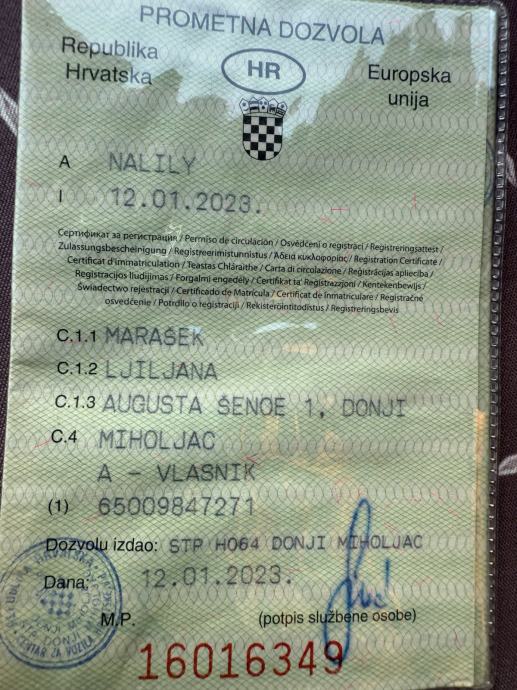 PROMETNA DOZVOLA
Republika
Hrvatska
HR
Europska
unija
A NALILY
I 12.01.2023.
Сертификат за регистрация / Permiso de circulación / Osvědčení o registraci / Registreringsattest /
Zulassungsbescheinigung / Registreerimistunnistus / Άδεια κυκλοφορίας / Registration Certificate /
Certificat d'immatriculation / Teastas Chláraithe / Carta di circolazione / Reģistrācijas apliecība /
Registracijos liudijimas / Forgalmi engedély / Ċertifikat ta' Reġistrazzjoni / Kentekenbewijs /
Świadectwo rejestracji / Certificado de Matrícula / Certificat de înmatriculare / Registračné
osvedčenie / Potrdilo o registraciji / Rekisteröintitodistus / Registreringsbevis
C.1.1 MARAŠEK
C.1.2 LJILJANA
C.1.3 AUGUSTA ŠENOE 1, DONJI
C.4 MIHOLJAC
A - VLASNIK
(1) 65009847271
Dozvolu izdao: STP H064 DONJI MIHOLJAC
Dana: 12.01.2023.
M.P. (potpis službene osobe)
16016349